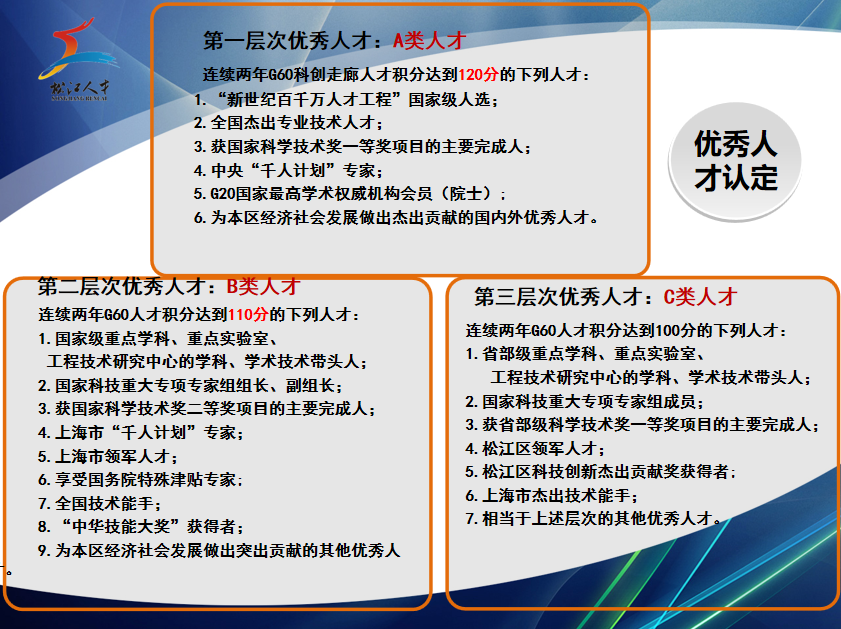 松江人才
SONGJIANG RENCAI
第一层次优秀人才：A类人才
连续两年G60科创走廊人才积分达到120分的下列人才：
1.“新世纪百千万人才工程”国家级人选；
2.全国杰出专业技术人才；
3.获国家科学技术奖一等奖项目的主要完成人；
4.中央“千人计划”专家；
5.G20国家最高学术权威机构会员（院士）；
6.为本区经济社会发展做出杰出贡献的国内外优秀人才。
优秀人
才认定
第二层次优秀人才：B类人才
连续两年G60人才积分达到110分的下列人才：
1.国家级重点学科、重点实验室、
工程技术研究中心的学科、学术技术带头人；
2.国家科技重大专项专家组组长、副组长；
3.获国家科学技术奖二等奖项目的主要完成人；
4.上海市“千人计划”专家；
5.上海市领军人才；
6.享受国务院特殊津贴专家；
7.全国技术能手；
8.“中华技能大奖”获得者；
9.为本区经济社会发展做出突出贡献的其他优秀人
。
第三层次优秀人才：C类人才
连续两年G60人才积分达到100分的下列人才：
1.省部级重点学科、重点实验室、
工程技术研究中心的学科、学术技术带头人；
2.国家科技重大专项专家组成员；
3.获省部级科学技术奖一等奖项目的主要完成人；
4.松江区领军人才；
5.松江区科技创新杰出贡献奖获得者；
6.上海市杰出技术能手；
7.相当于上述层次的其他优秀人才。